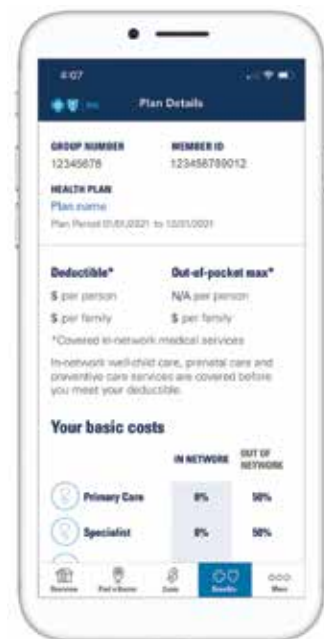 4:07
Plan Details
GROUP NUMBER MEMBER ID
12345678 123456789012
HEALTH PLAN
Plan name
Plan Period 01/01/2021 to 12/31/2021
Deductible* Out-of-pocket max*
$ per person N/A per person
$ per family $ per family
*Covered in-network medical services
In-network well-child care, prenatal care and
preventive care services are covered before
you meet your deductible.
Your basic costs
IN NETWORK OUT OF NETWORK
Primary Care 0% 50%
Specialist 0% 50%
Overview Find a Doctor Costs Benefits More